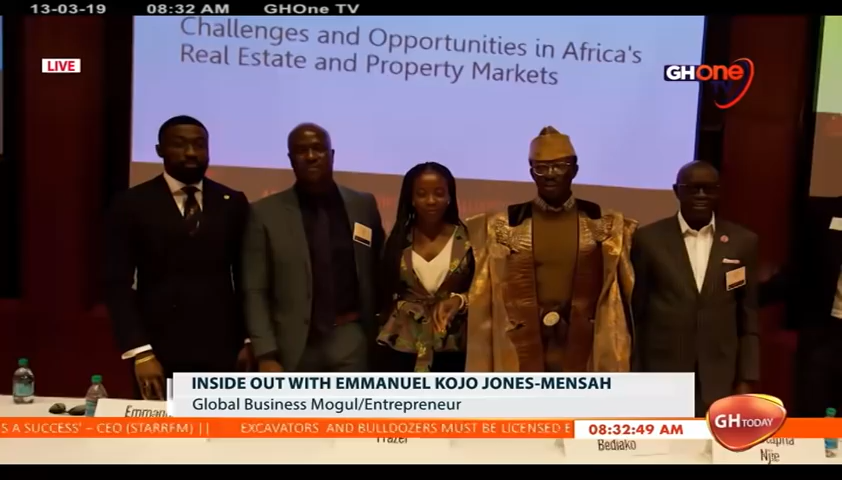 13-03-19 08:32 AM GHOne TV
Challenges and Opportunities in Africa's
Real Estate and Property Markets
LIVE
GHOne
TV
INSIDE OUT WITH EMMANUEL KOJO JONES-MENSAH
Global Business Mogul/Entrepreneur
S A SUCCESS' – CEO (STARRFM) || EXCAVATORS AND BULLDOZERS MUST BE LICENSED
08:32:49 AM
GH TODAY
Frazer
Bediako
Njie